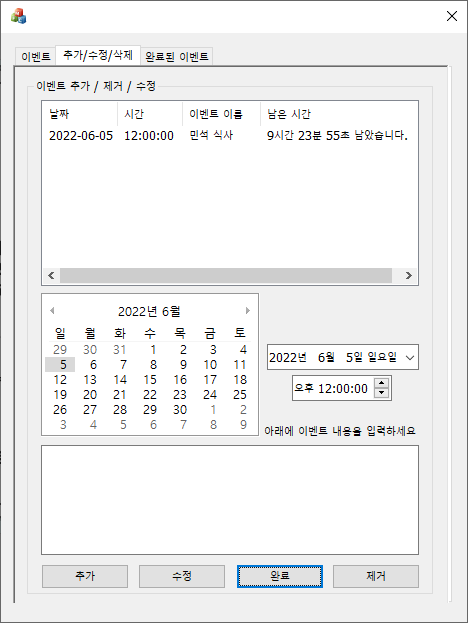 이벤트 추가/수정/삭제 완료된 이벤트
이벤트 추가 / 제거 / 수정
날짜 시간 이벤트 이름 남은 시간
2022-06-05 12:00:00 민석 식사 9시간 23분 55초 남았습니다.
2022년 6월
일 월 화 수 목 금 토
29 30 31 1 2 3 4
5 6 7 8 9 10 11
12 13 14 15 16 17 18
19 20 21 22 23 24 25
26 27 28 29 30 1 2
3 4 5 6 7 8 9
2022년 6월 5일 일요일
오후 12:00:00
아래에 이벤트 내용을 입력하세요
추가 수정 완료 제거